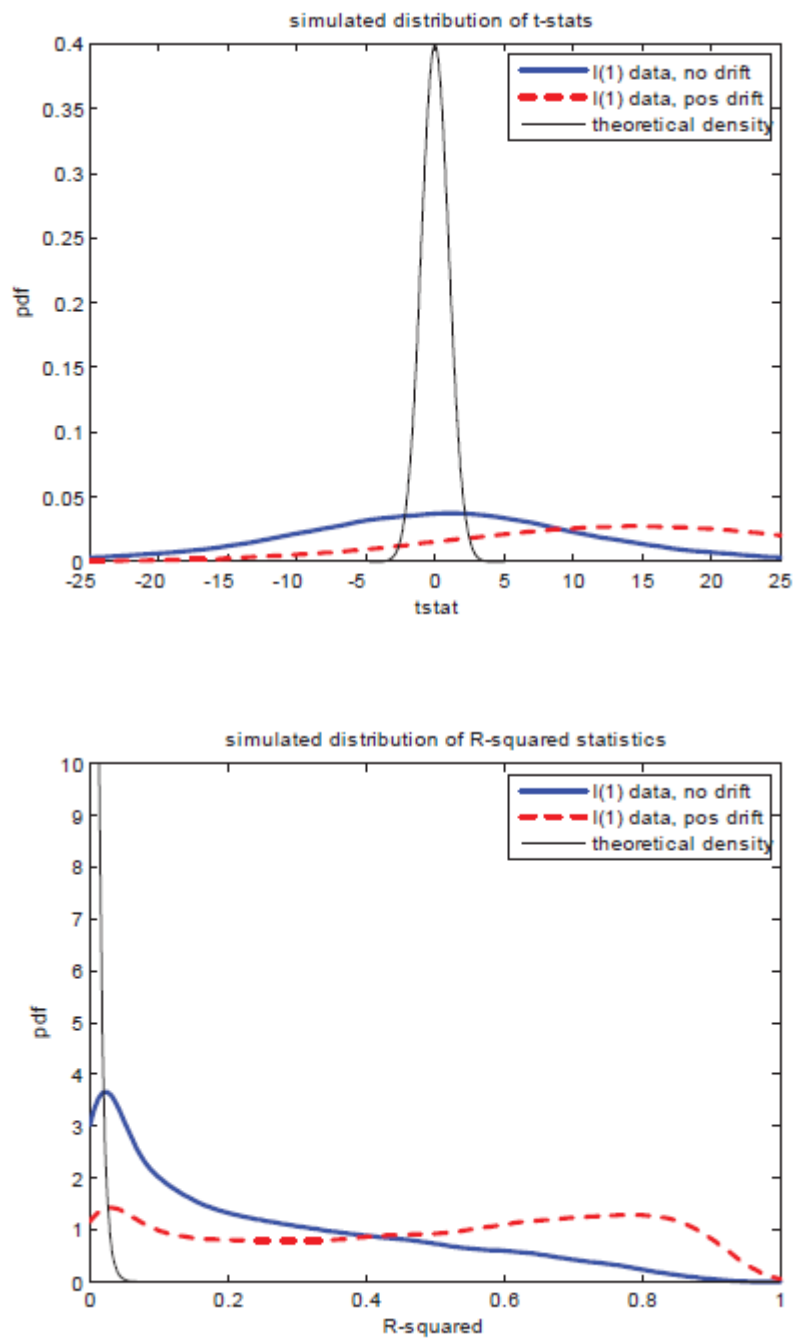 simulated distribution of t-stats
0.4
0.35
0.3
0.25
0.2
0.15
0.1
0.05
0
pdf
I(1) data, no drift
I(1) data, pos drift
theoretical density
-25 -20 -15 -10 -5 0 5 10 15 20 25
tstat
simulated distribution of R-squared statistics
10
9
8
7
6
5
4
3
2
1
0
pdf
I(1) data, no drift
I(1) data, pos drift
theoretical density
0 0.2 0.4 0.6 0.8 1
R-squared